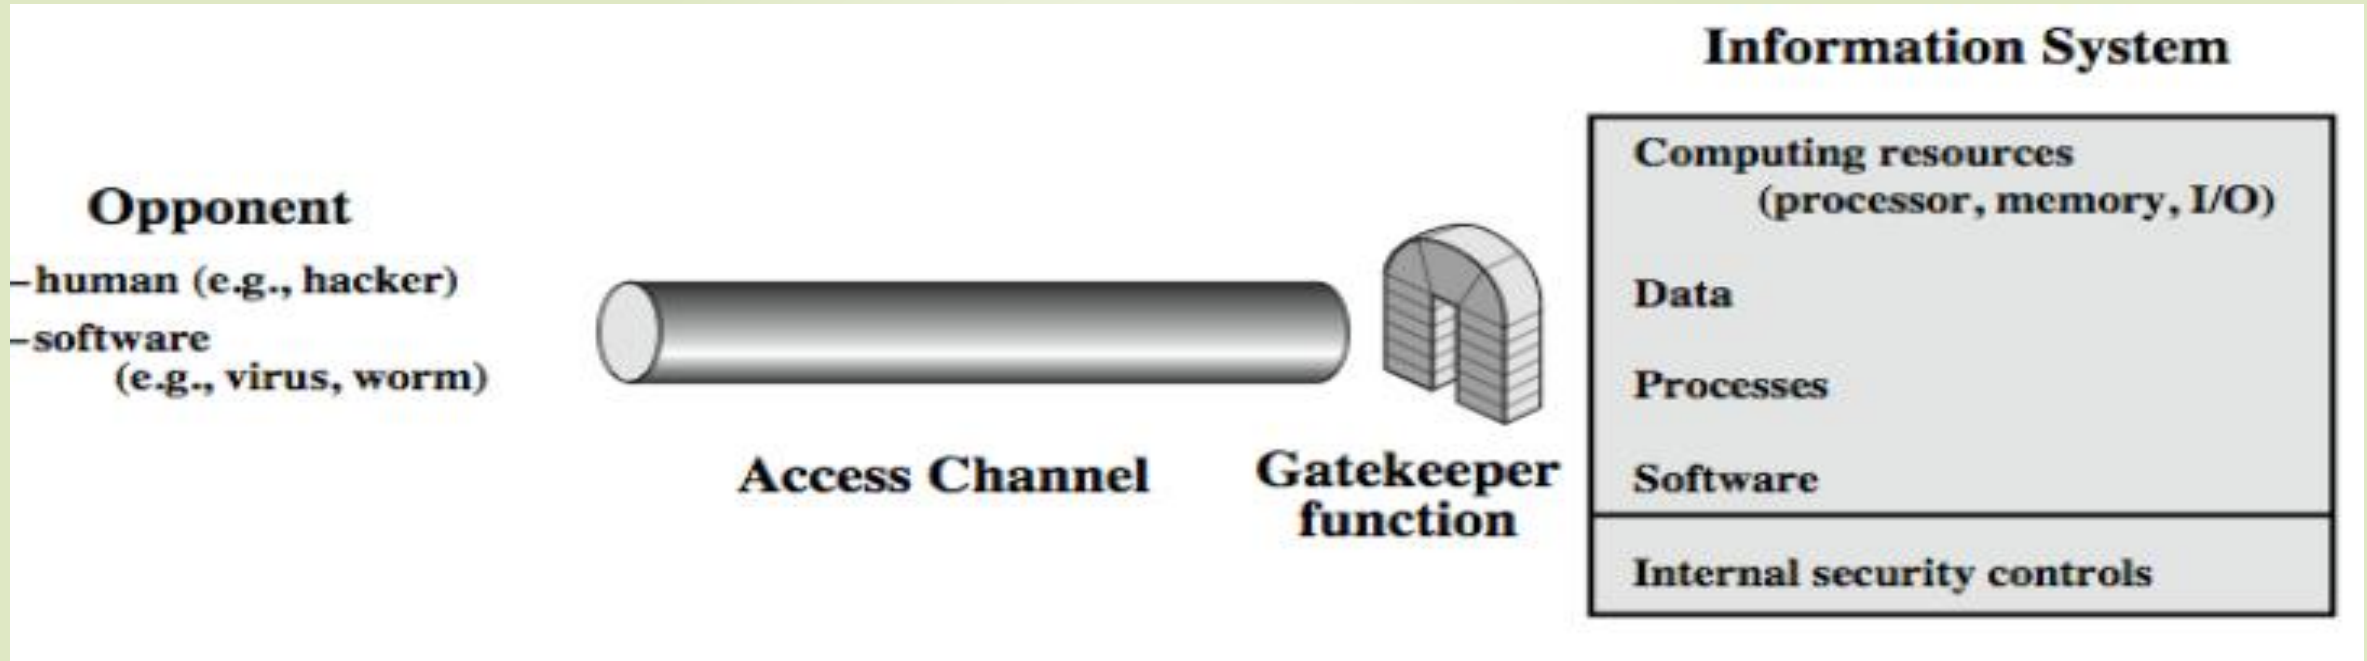 Opponent
–human (e.g., hacker)
–software
(e.g., virus, worm)
Access Channel
Gatekeeper
function
Information System
Computing resources
(processor, memory, I/O)
Data
Processes
Software
Internal security controls